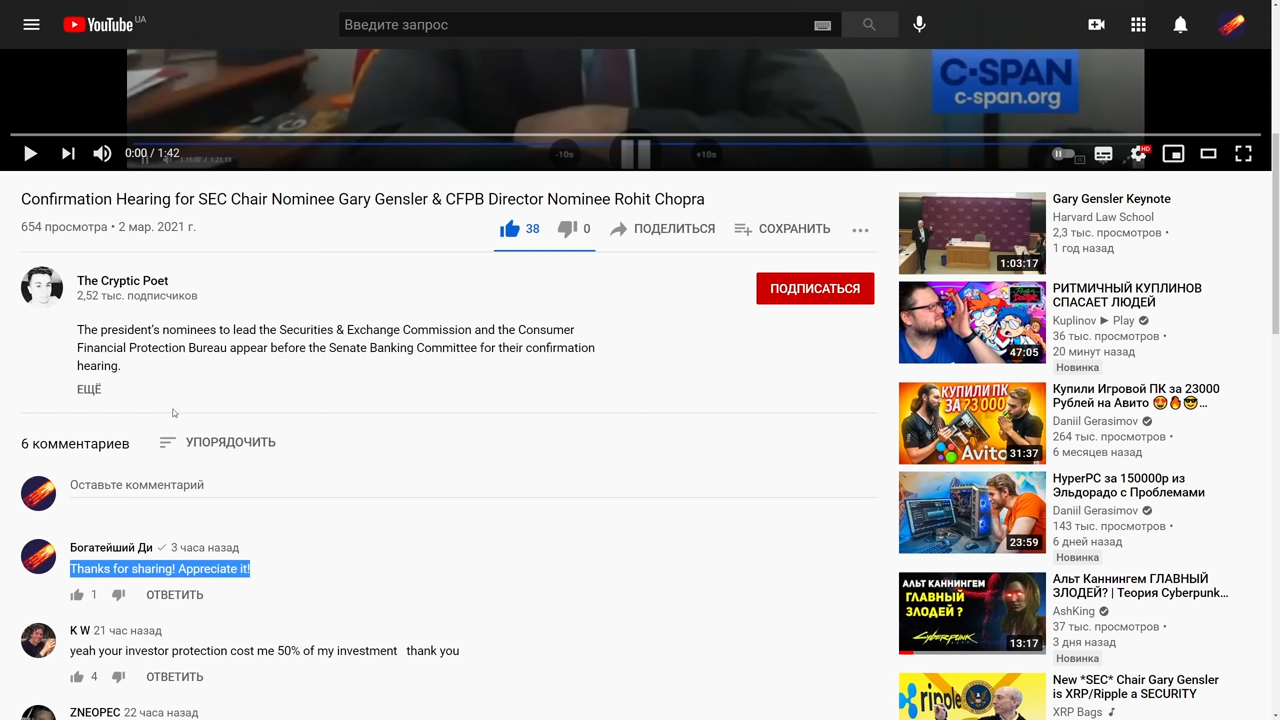 YouTube UA
Введите запрос
C-SPAN
c-span.org
-10s
+10s
0:00 / 1:42
HD
Confirmation Hearing for SEC Chair Nominee Gary Gensler & CFPB Director Nominee Rohit Chopra
654 просмотра • 2 мар. 2021 г.
38
0
ПОДЕЛИТЬСЯ
СОХРАНИТЬ
The Cryptic Poet
2,52 тыс. подписчиков
ПОДПИСАТЬСЯ
The president's nominees to lead the Securities & Exchange Commission and the Consumer
Financial Protection Bureau appear before the Senate Banking Committee for their confirmation
hearing.
ЕЩЁ
6 комментариев
УПОРЯДОЧИТЬ
Оставьте комментарий
Богатейший Ди 3 часа назад
Thanks for sharing! Appreciate it!
1
ОТВЕТИТЬ
K W 21 час назад
yeah your investor protection cost me 50% of my investment thank you
4
ОТВЕТИТЬ
ZNEOPEC 22 часа назад
1:03:17
Gary Gensler Keynote
Harvard Law School
2,3 тыс. просмотров •
1 год назад
47:05
РИТМИЧНЫЙ КУПЛИНОВ
СПАСАЕТ ЛЮДЕЙ
Kuplinov ► Play
36 тыс. просмотров •
20 минут назад
Новинка
КУПИЛИ ПК
ЗА 23000
Avito
31:37
Купили Игровой ПК за 23000
Рублей на Авито 😍🔥😎...
Daniil Gerasimov
264 тыс. просмотров •
6 месяцев назад
23:59
HyperPC за 150000р из
Эльдорадо с Проблемами
Daniil Gerasimov
143 тыс. просмотров •
6 дней назад
Новинка
АЛЬТ КАННИНГЕМ
ГЛАВНЫЙ
ЗЛОДЕЙ ?
CYBERPUNK
13:17
Альт Каннингем ГЛАВНЫЙ
ЗЛОДЕЙ? | Теория Cyberpunk...
AshKing
37 тыс. просмотров •
3 дня назад
Новинка
ripple
New *SEC* Chair Gary Gensler
is XRP/Ripple a SECURITY
XRP Bags